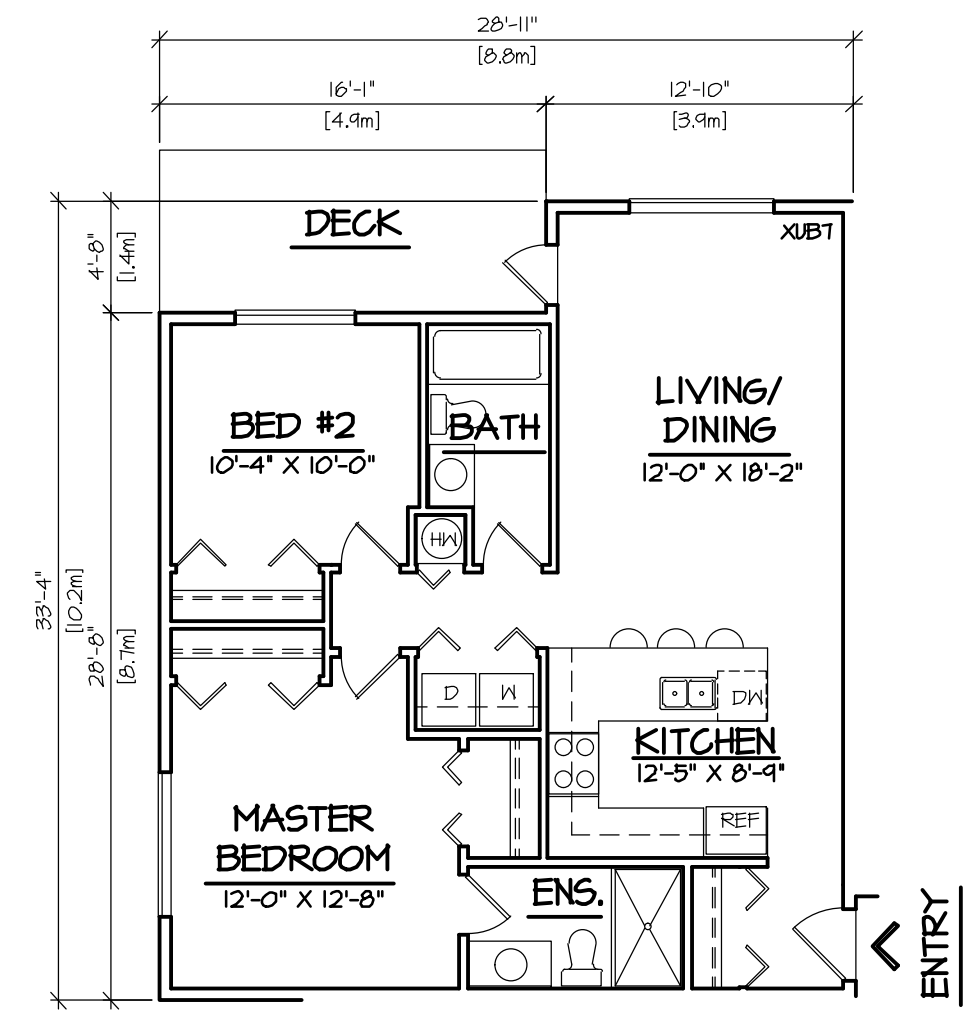 28'-11"
[8.8m]
16'-1"
12'-10"
[4.9m]
[3.9m]
DECK
XUB7
4'-8"
[1.4m]
LIVING/
DINING
12'-0" X 18'-2"
BED #2
10'-4" X 10'-0"
BATH
HW
33'-4"
[10.2m]
28'-8"
[8.7m]
D
W
DW
KITCHEN
12'-5" X 8'-9"
REF
MASTER
BEDROOM
12'-0" X 12'-8"
ENS.
ENTRY